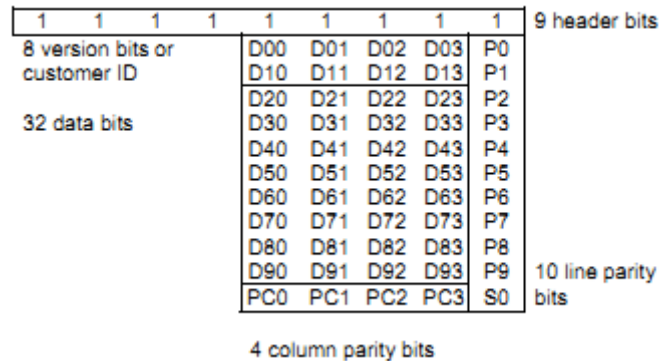 1 1 1 1 1 1 1 1 1 9 header bits
8 version bits or D00 D01 D02 D03 P0
customer ID D10 D11 D12 D13 P1
D20 D21 D22 D23 P2
32 data bits D30 D31 D32 D33 P3
D40 D41 D42 D43 P4
D50 D51 D52 D53 P5
D60 D61 D62 D63 P6
D70 D71 D72 D73 P7
D80 D81 D82 D83 P8
D90 D91 D92 D93 P9 10 line parity
PC0 PC1 PC2 PC3 S0 bits
4 column parity bits